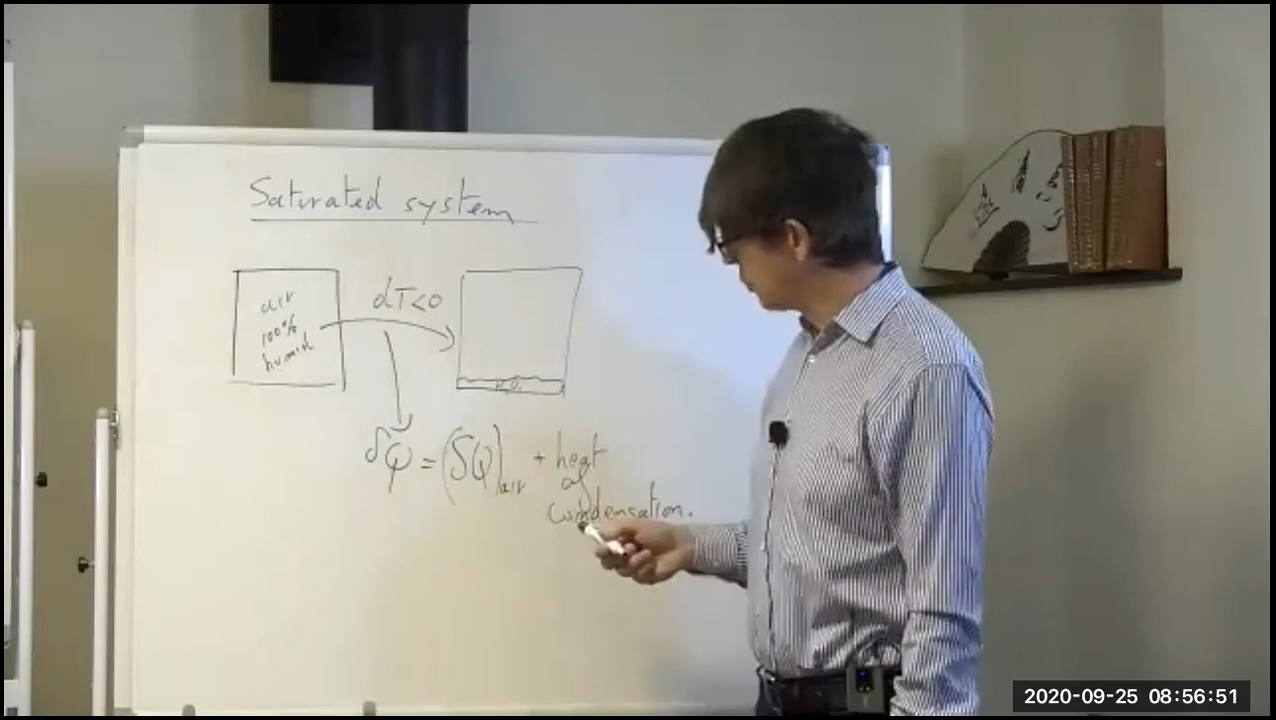 Saturated system
air
100%
humid
dT<0
H₂O
δQ = (δQ)air + heat
of
condensation.
2020-09-25 08:56:51